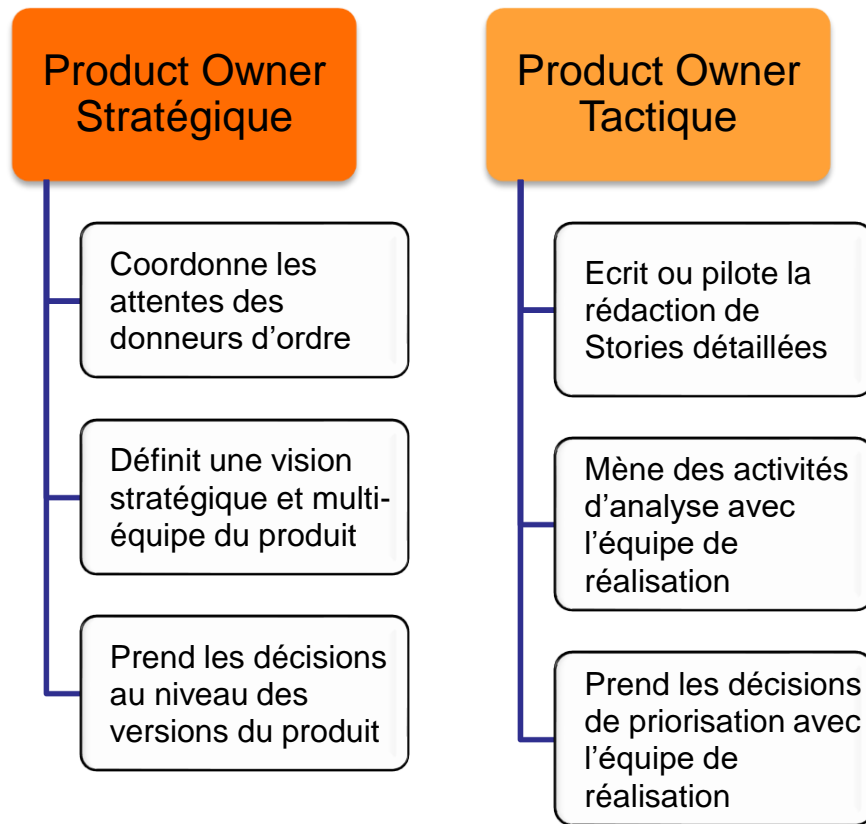 Product Owner
Stratégique
Coordonne les
attentes des
donneurs d’ordre
Définit une vision
stratégique et multi-
équipe du produit
Prend les décisions
au niveau des
versions du produit
Product Owner
Tactique
Ecrit ou pilote la
rédaction de
Stories détaillées
Mène des activités
d’analyse avec
l’équipe de
réalisation
Prend les décisions
de priorisation avec
l’équipe de
réalisation